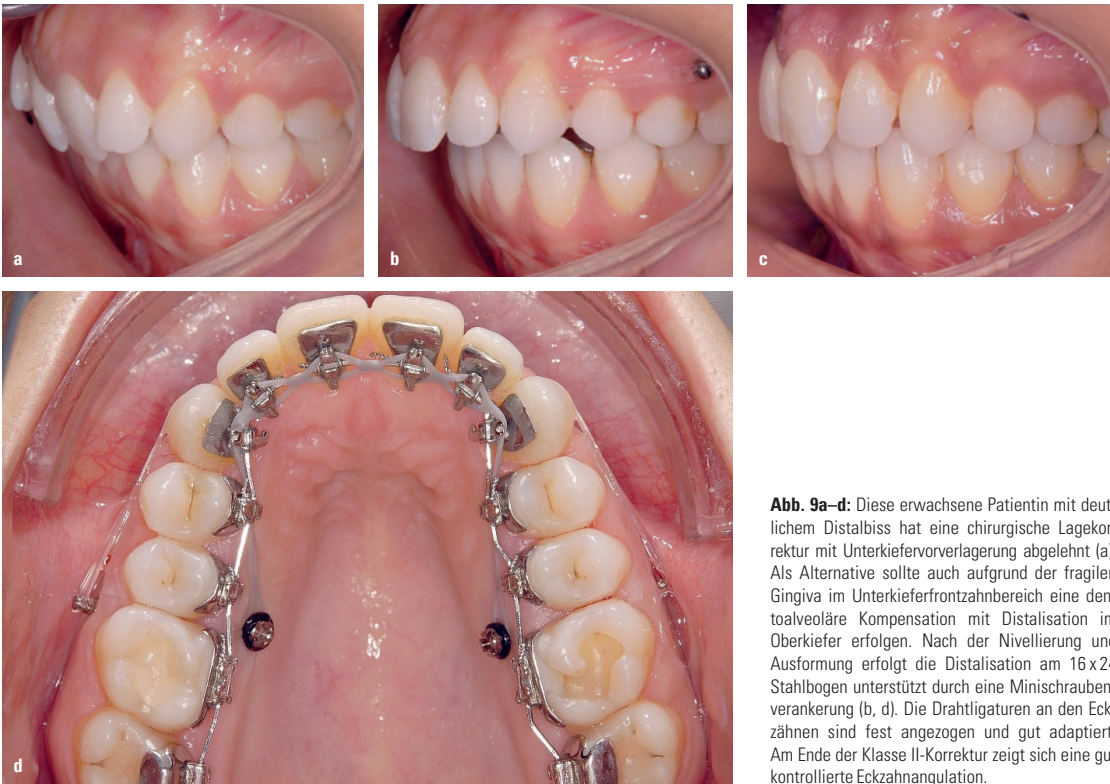 a
b
c
d
Abb. 9a–d: Diese erwachsene Patientin mit deut
lichem Distalbiss hat eine chirurgische Lagekor
rektur mit Unterkiefervorverlagerung abgelehnt (a)
Als Alternative sollte auch aufgrund der fragilen
Gingiva im Unterkieferfrontzahnbereich eine den
toalveoläre Kompensation mit Distalisation im
Oberkiefer erfolgen. Nach der Nivellierung und
Ausformung erfolgt die Distalisation am 16 x 24
Stahlbogen unterstützt durch eine Minischrauben
verankerung (b, d). Die Drahtligaturen an den Eck
zähnen sind fest angezogen und gut adaptiert
Am Ende der Klasse II-Korrektur zeigt sich eine gu
kontrollierte Eckzahnangulation.